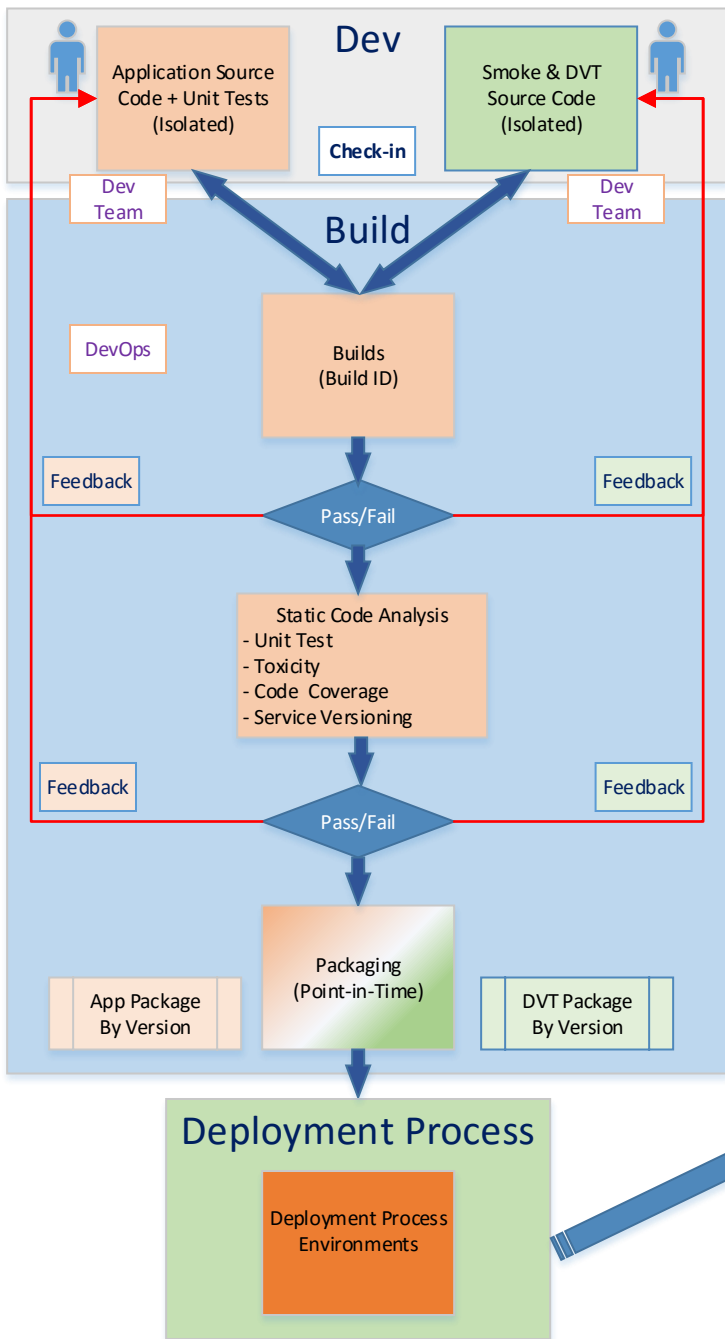 Dev
Application Source
Code + Unit Tests
(Isolated)
Smoke & DVT
Source Code
(Isolated)
Check-in
Dev
Team
Dev
Team
Build
DevOps
Builds
(Build ID)
Feedback
Feedback
Pass/Fail
Static Code Analysis
- Unit Test
- Toxicity
- Code Coverage
- Service Versioning
Feedback
Feedback
Pass/Fail
Packaging
(Point-in-Time)
App Package
By Version
DVT Package
By Version
Deployment Process
Deployment Process
Environments